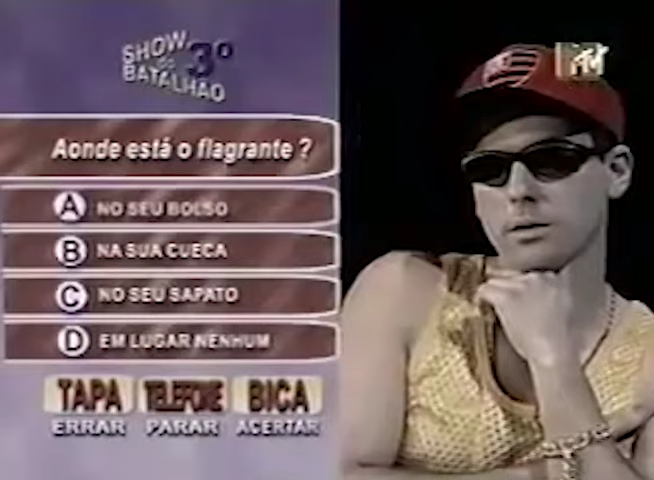 SHOW
DO 3º
BATALHAO
MTV
Aonde está o flagrante ?
A NO SEU BOLSO
B NA SUA CUECA
C NO SEU SAPATO
D EM LUGAR NENHUM
TAPA TELEFONE BICA
ERRAR PARAR ACERTAR